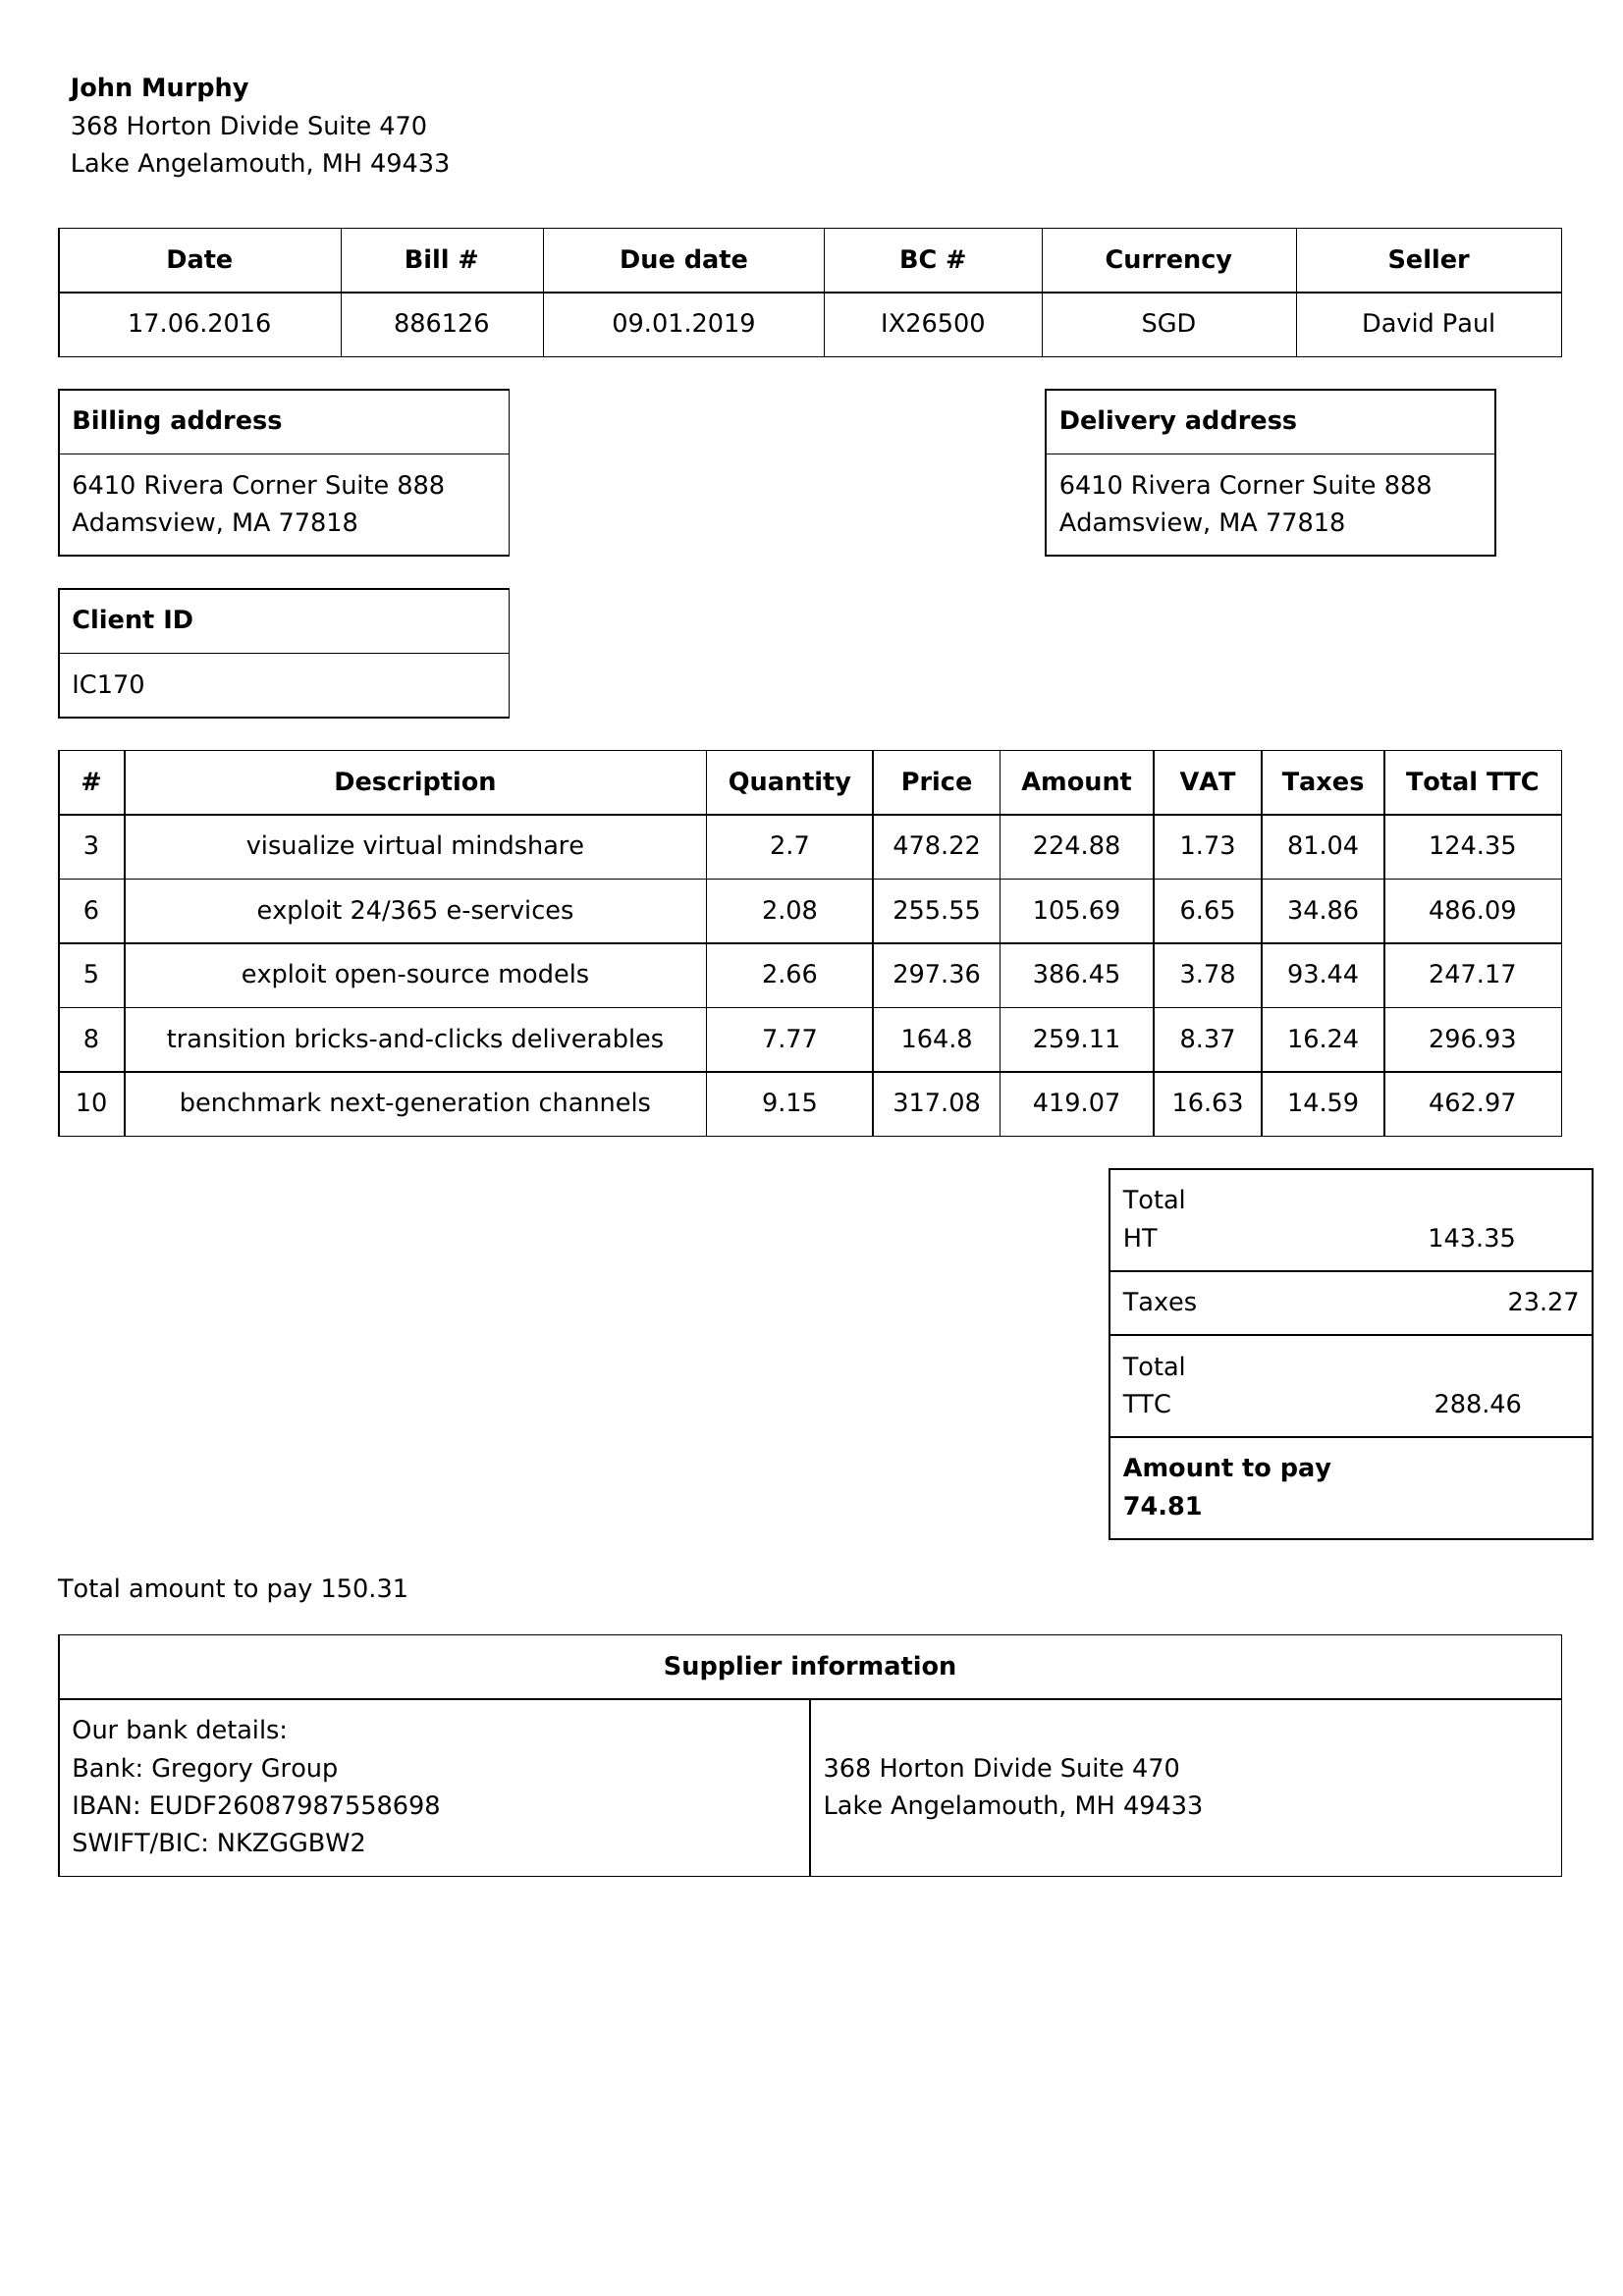 John Murphy
368 Horton Divide Suite 470
Lake Angelamouth, MH 49433
Date Bill # Due date BC # Currency Seller
17.06.2016 886126 09.01.2019 IX26500 SGD David Paul
Billing address
6410 Rivera Corner Suite 888
Adamsview, MA 77818
Delivery address
6410 Rivera Corner Suite 888
Adamsview, MA 77818
Client ID
IC170
# Description Quantity Price Amount VAT Taxes Total TTC
3 visualize virtual mindshare 2.7 478.22 224.88 1.73 81.04 124.35
6 exploit 24/365 e-services 2.08 255.55 105.69 6.65 34.86 486.09
5 exploit open-source models 2.66 297.36 386.45 3.78 93.44 247.17
8 transition bricks-and-clicks deliverables 7.77 164.8 259.11 8.37 16.24 296.93
10 benchmark next-generation channels 9.15 317.08 419.07 16.63 14.59 462.97
Total
HT 143.35
Taxes 23.27
Total
TTC 288.46
Amount to pay
74.81
Total amount to pay 150.31
Supplier information
Our bank details:
Bank: Gregory Group
IBAN: EUDF26087987558698
SWIFT/BIC: NKZGGBW2
368 Horton Divide Suite 470
Lake Angelamouth, MH 49433